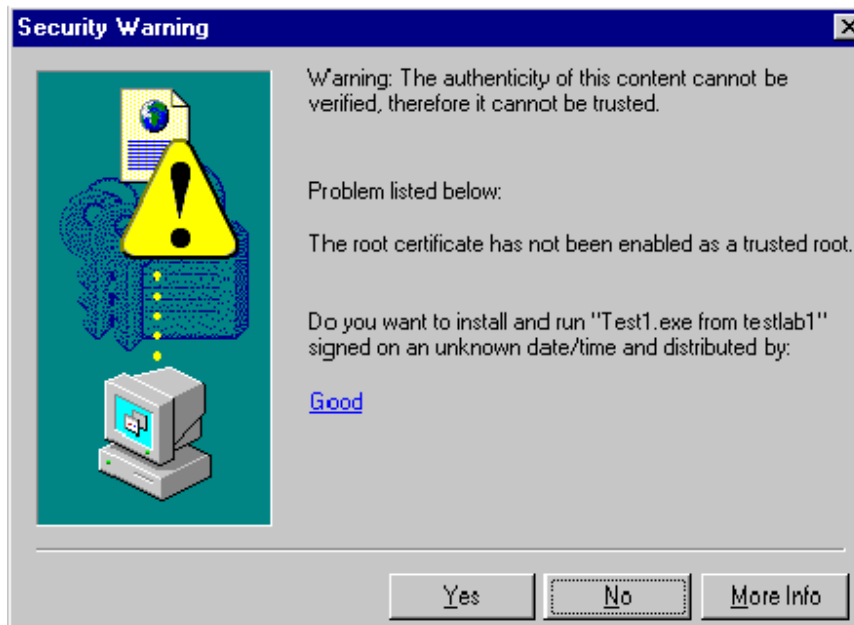 Security Warning
Warning: The authenticity of this content cannot be
verified, therefore it cannot be trusted.
Problem listed below:
The root certificate has not been enabled as a trusted root.
Do you want to install and run "Test1.exe from testlab1"
signed on an unknown date/time and distributed by:
Good
Yes No More Info